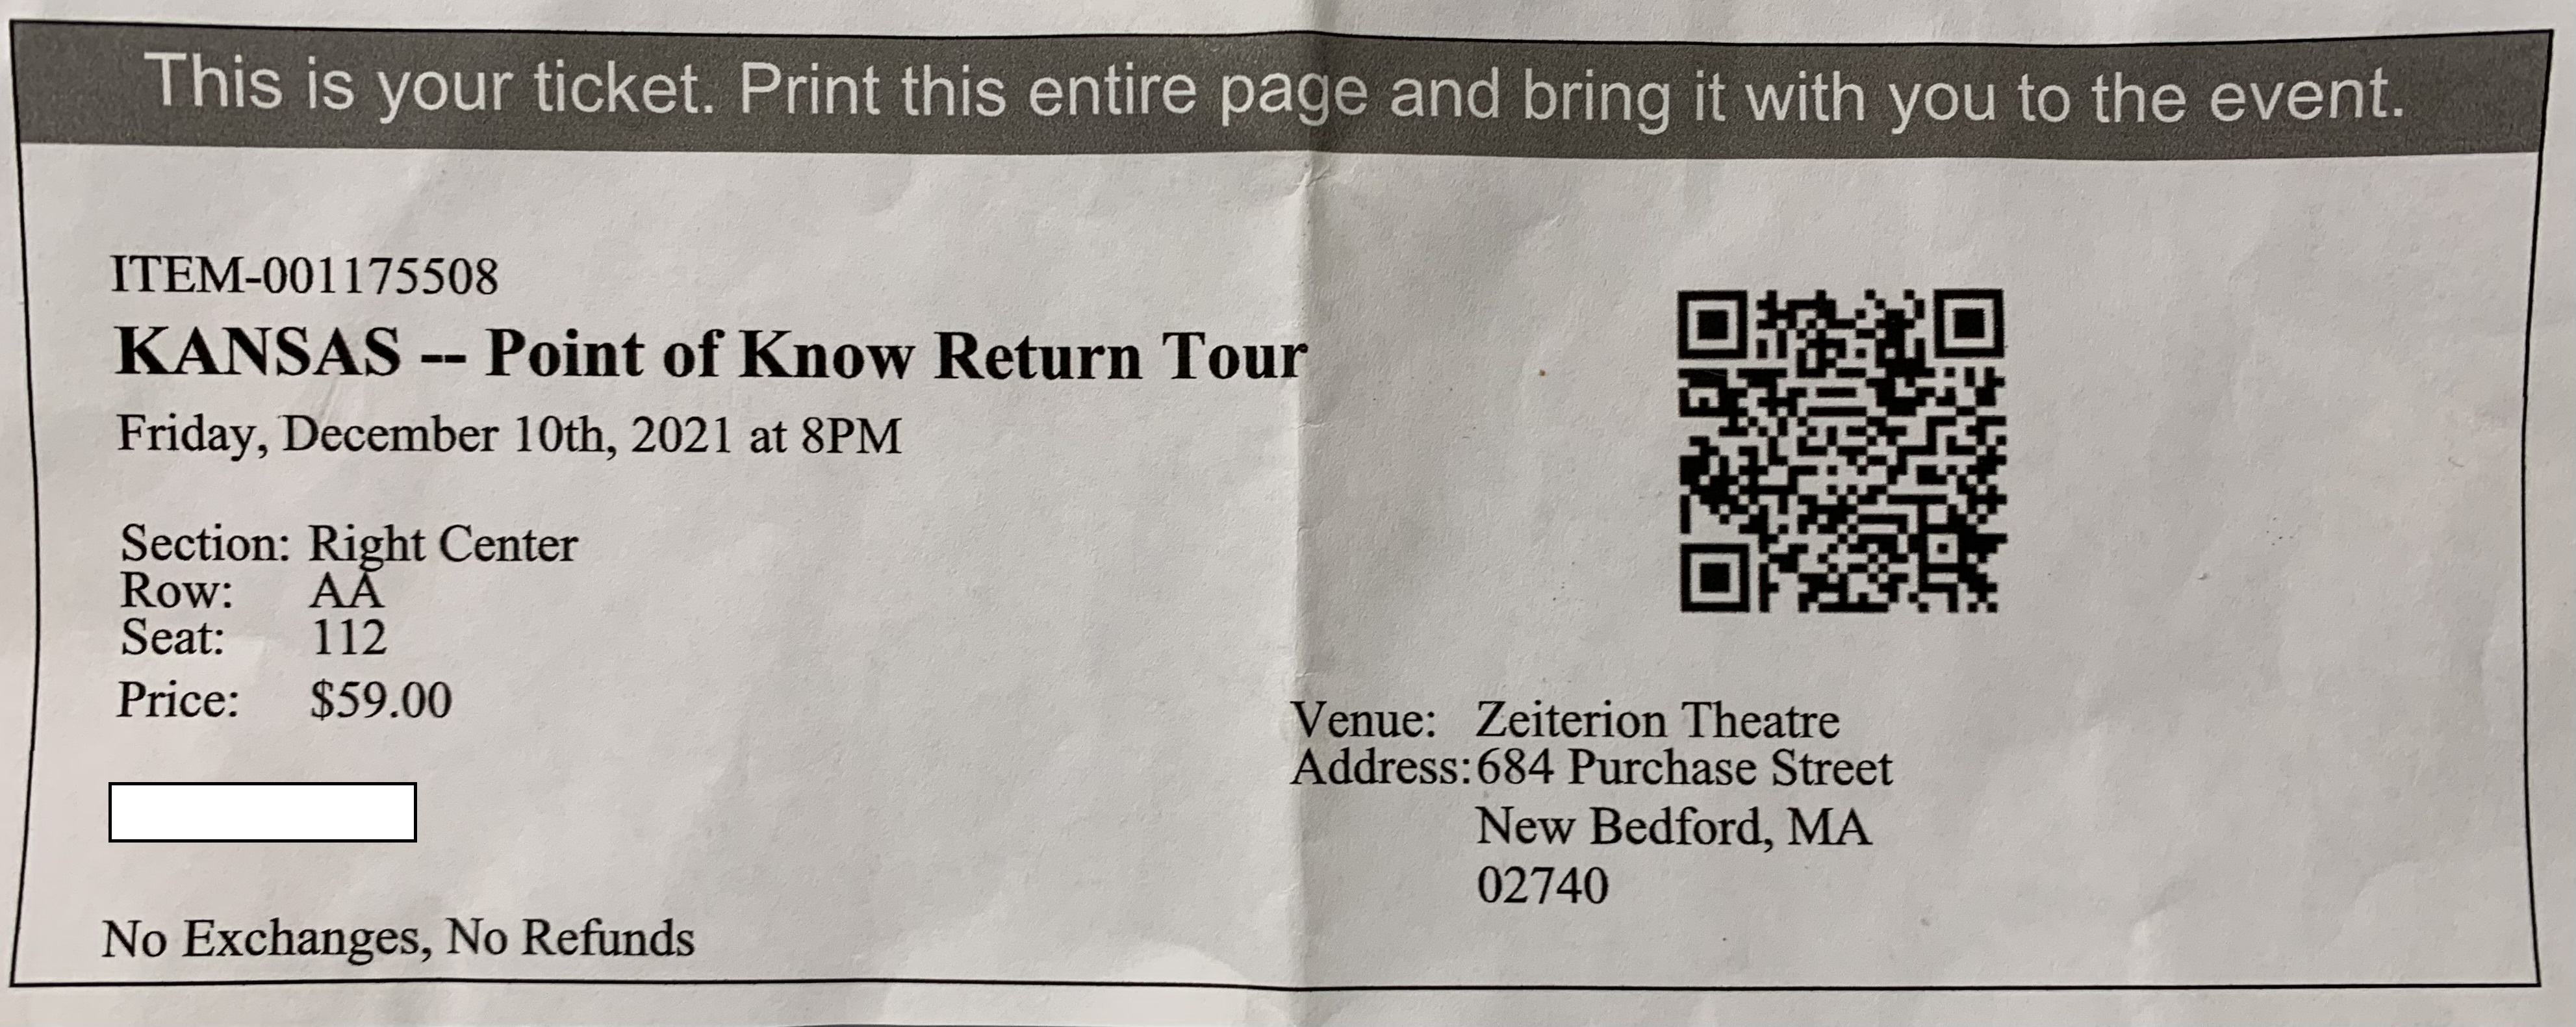 This is your ticket. Print this entire page and bring it with you to the event.
ITEM-001175508
KANSAS -- Point of Know Return Tour
Friday, December 10th, 2021 at 8PM
Section: Right Center
Row: AA
Seat: 112
Price: $59.00
No Exchanges, No Refunds
Venue: Zeiterion Theatre
Address:684 Purchase Street
New Bedford, MA
02740